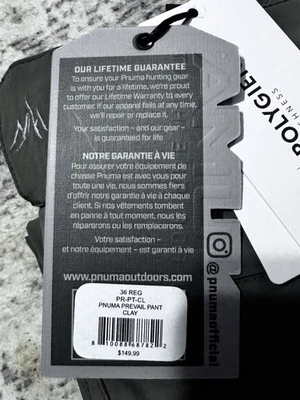 OUR LIFETIME GUARANTEE
To ensure your Pnuma hunting gear
is with you for a lifetime, we're proud
to offer our Lifetime Warranty to every
customer. If our apparel fails at any time,
we'll repair or replace it.
Your satisfaction – and our gear –
is guaranteed for life
NOTRE GARANTIE À VIE
Pour assurer votre équipement de
chasse Pnuma est avec vous pour
toute une vie, nous sommes fiers
d'offrir notre garantie à vie à chaque
client. Si nos vêtements tombent
en panne à tout moment, nous les
réparerons ou les remplacerons.
Votre satisfaction –
et notre équipement – est garanti à vie
www.pnumaoutdoors.com
36 REG
PR-PT-CL
PNUMA PREVAIL PANT
CLAY
8 10088 68782 2
$149.99
@pnumaofficial
POLYGIE